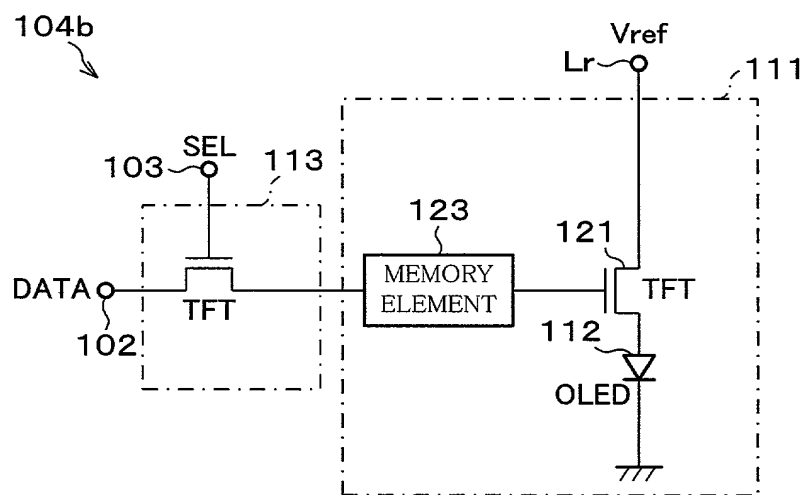 104b
Vref
Lr
111
SEL
103
113
123
121
MEMORY
ELEMENT
DATA
TFT
TFT
102
112
OLED